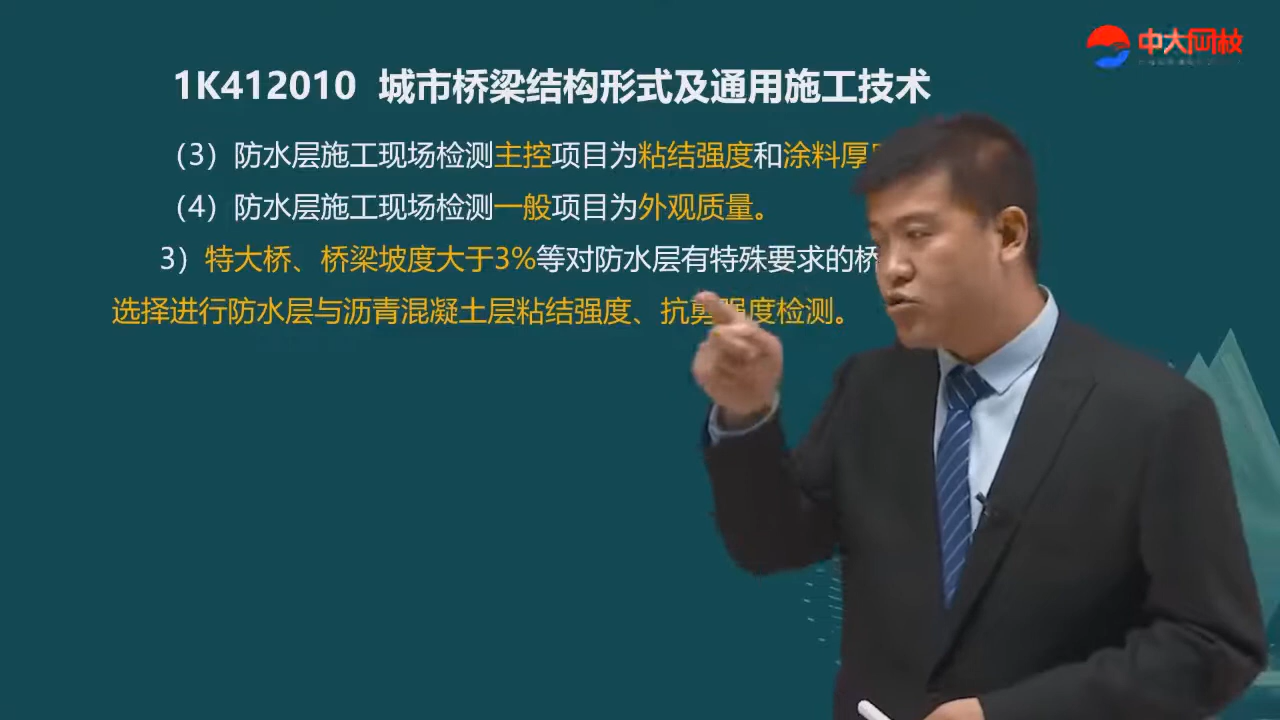 中大网校
1K412010 城市桥梁结构形式及通用施工技术
（3）防水层施工现场检测主控项目为粘结强度和涂料厚
（4）防水层施工现场检测一般项目为外观质量。
3）特大桥、桥梁坡度大于3%等对防水层有特殊要求的桥
选择进行防水层与沥青混凝土层粘结强度、抗剪强度检测。